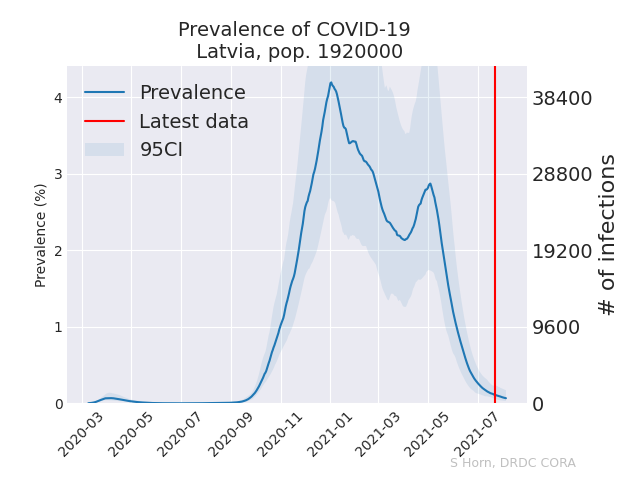 Prevalence of COVID-19
Latvia, pop. 1920000
Prevalence
Latest data
95CI
Prevalence (%)
4
3
2
1
0
38400
28800
19200
9600
0
# of infections
2020-03
2020-05
2020-07
2020-09
2020-11
2021-01
2021-03
2021-05
2021-07
S Horn, DRDC CORA